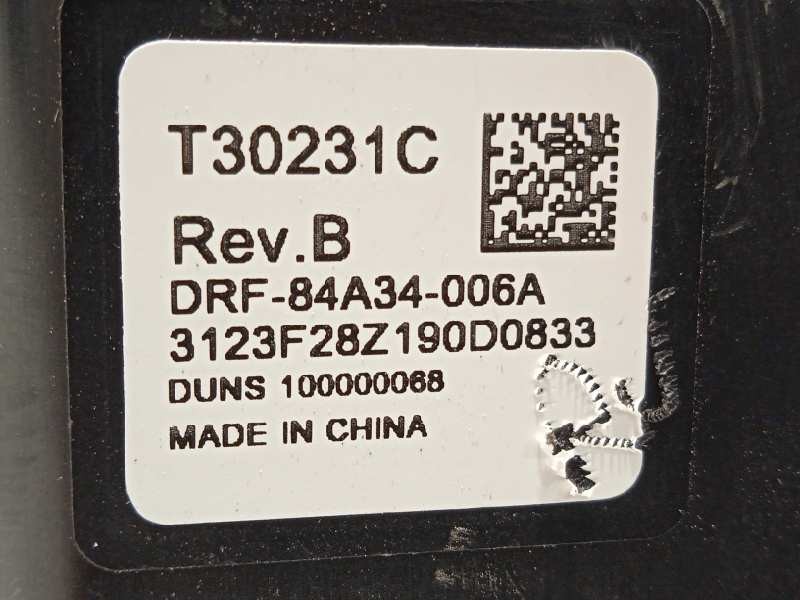 T30231C
Rev.B
DRF-84A34-006A
3123F28Z190D0833
DUNS 100000068
MADE IN CHINA